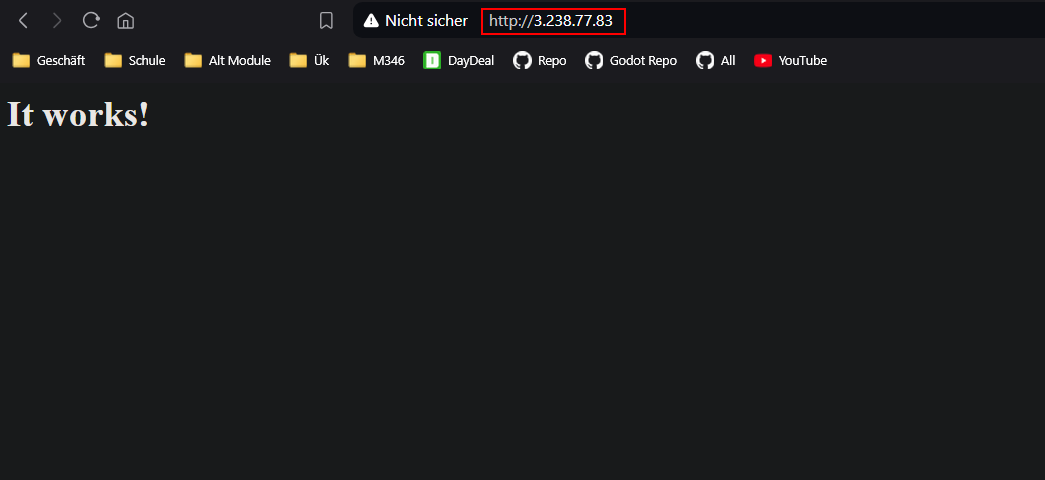 Nicht sicher http://3.238.77.83
Geschäft Schule Alt Module Ük M346 DayDeal Repo Godot Repo All YouTube
It works!